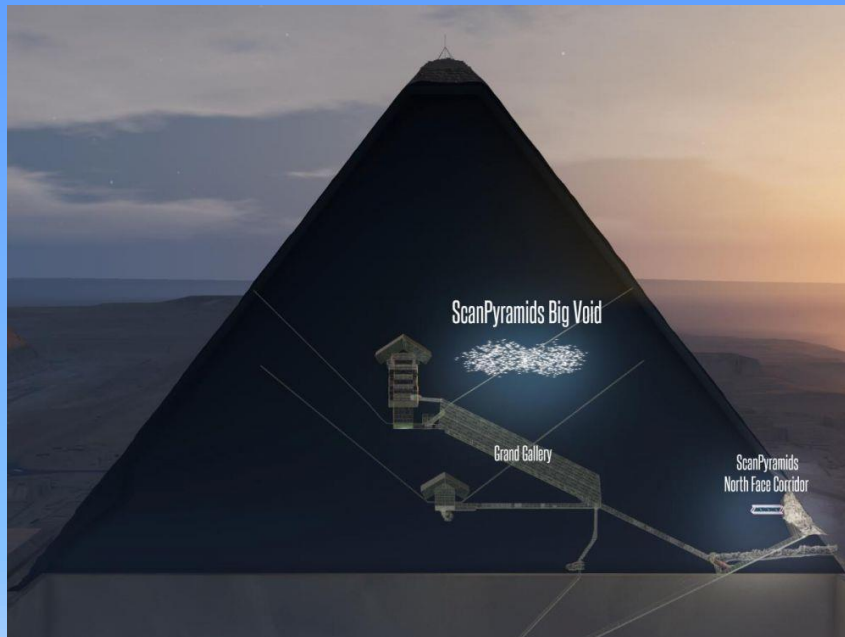 ScanPyramids Big Void
Grand Gallery
ScanPyramids
North Face Corridor